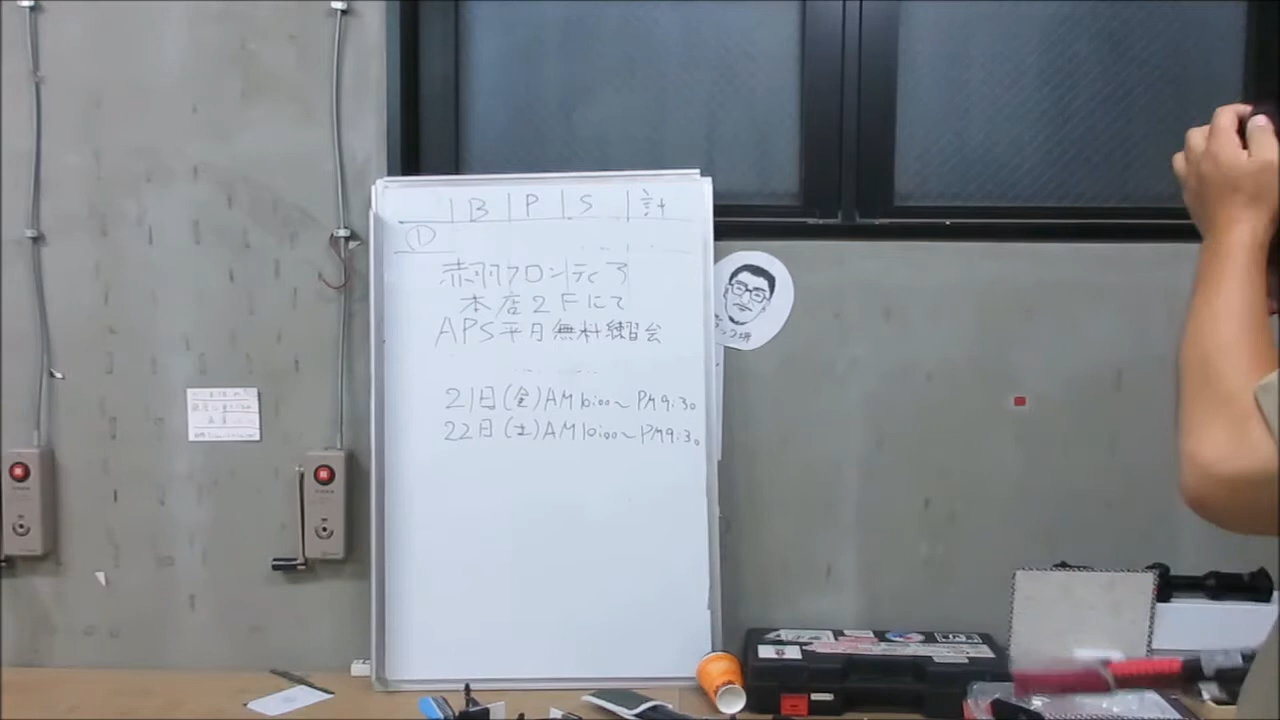 B P S 計
①
赤羽フロンティア
本店2Fにて
APS平日無料練習会
21日(金)AM10:00~PM9:30
22日(土)AM10:00~PM9:30